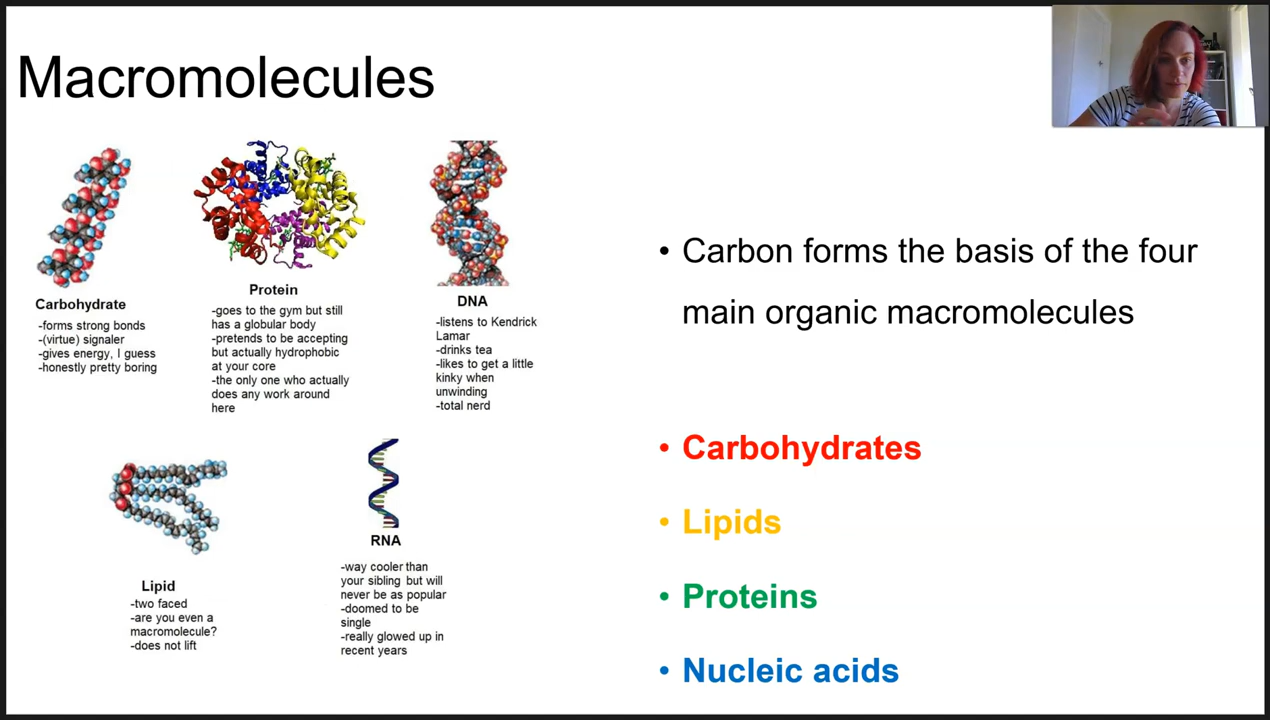 Macromolecules
Carbohydrate
-forms strong bonds
-(virtue) signaler
-gives energy, I guess
-honestly pretty boring
Protein
-goes to the gym but still
has a globular body
-pretends to be accepting
but actually hydrophobic
at your core
-the only one who actually
does any work around
here
DNA
-listens to Kendrick
Lamar
-drinks tea
-likes to get a little
kinky when
unwinding
-total nerd
Lipid
-two faced
-are you even a
macromolecule?
-does not lift
RNA
-way cooler than
your sibling but will
never be as popular
-doomed to be
single
-really glowed up in
recent years
• Carbon forms the basis of the four
main organic macromolecules
• Carbohydrates
• Lipids
• Proteins
• Nucleic acids